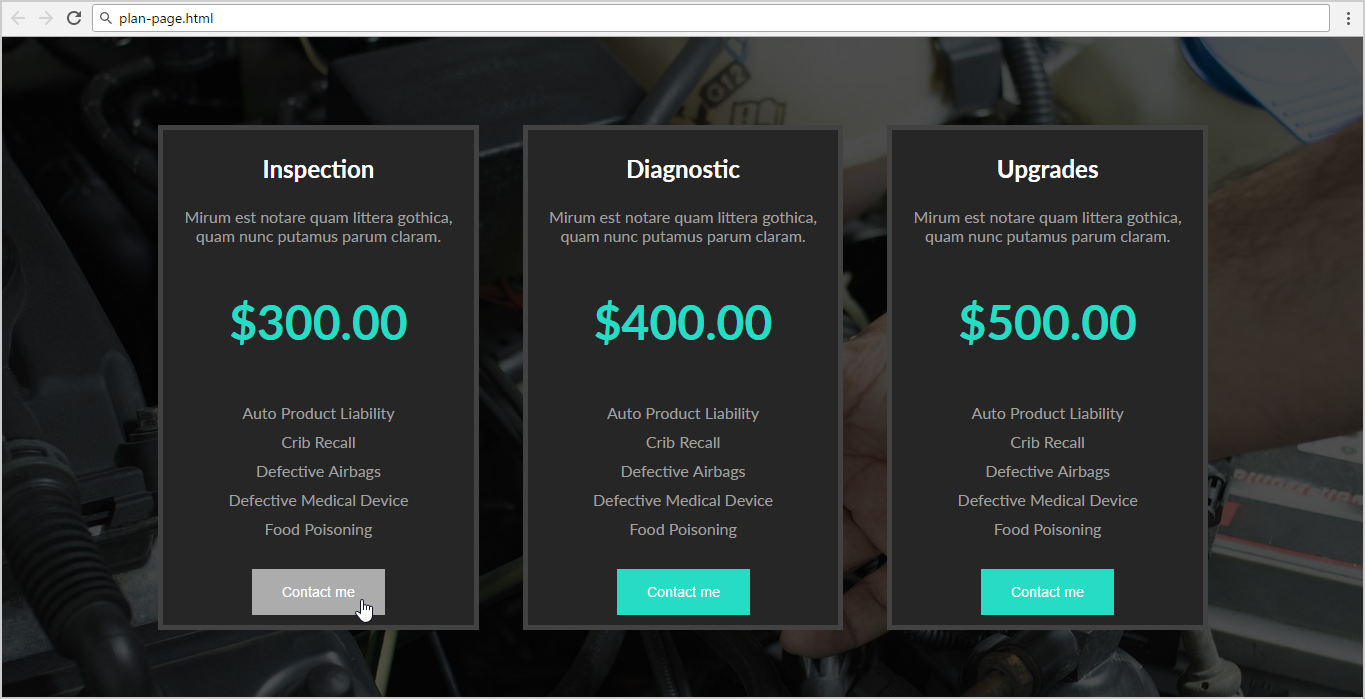 plan-page.html
Inspection
Mirum est notare quam littera gothica,
quam nunc putamus parum claram.
$300.00
Auto Product Liability
Crib Recall
Defective Airbags
Defective Medical Device
Food Poisoning
Contact me
Diagnostic
Mirum est notare quam littera gothica,
quam nunc putamus parum claram.
$400.00
Auto Product Liability
Crib Recall
Defective Airbags
Defective Medical Device
Food Poisoning
Contact me
Upgrades
Mirum est notare quam littera gothica,
quam nunc putamus parum claram.
$500.00
Auto Product Liability
Crib Recall
Defective Airbags
Defective Medical Device
Food Poisoning
Contact me